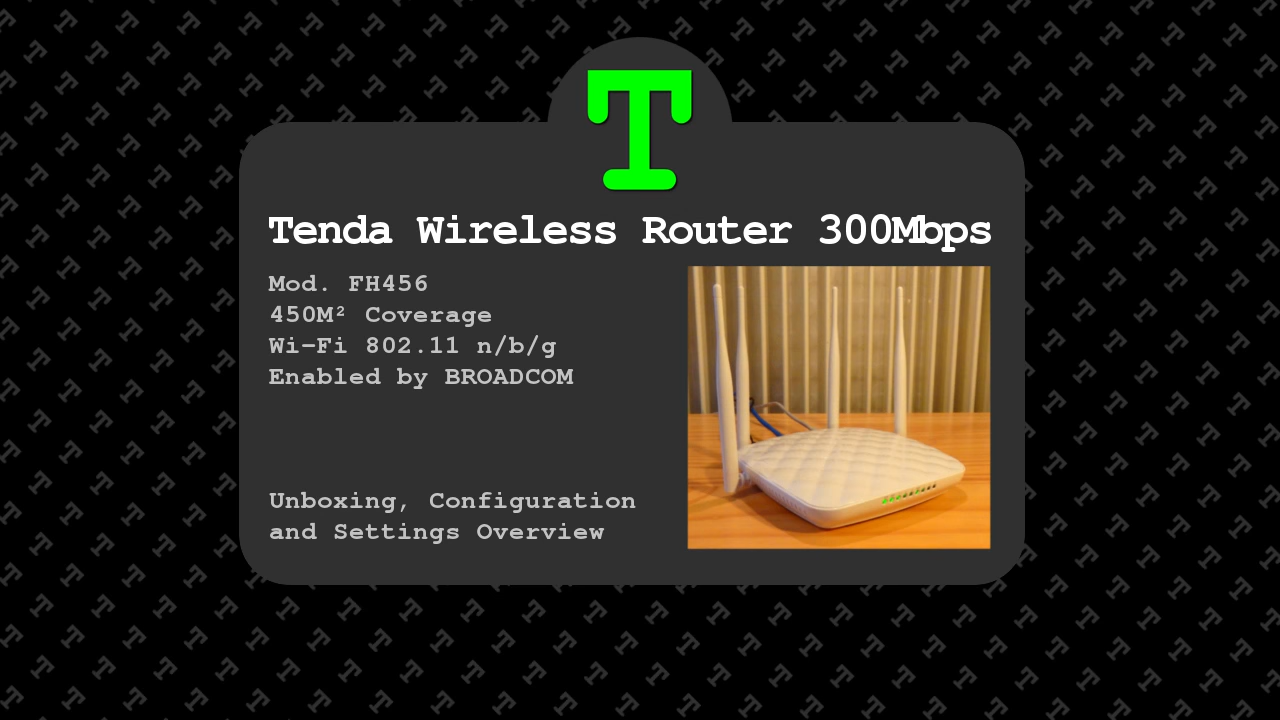 T
Tenda Wireless Router 300Mbps
Mod. FH456
450M² Coverage
Wi-Fi 802.11 n/b/g
Enabled by BROADCOM
Unboxing, Configuration
and Settings Overview